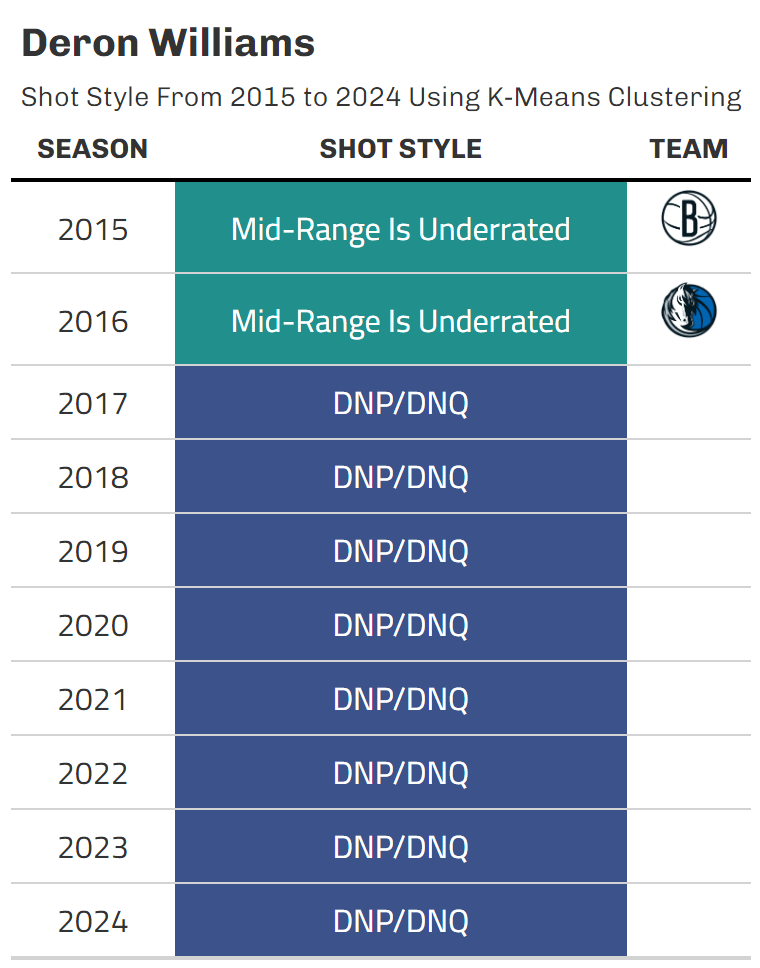 Deron Williams
Shot Style From 2015 to 2024 Using K-Means Clustering
SEASON SHOT STYLE TEAM
2015 Mid-Range Is Underrated B
2016 Mid-Range Is Underrated
2017 DNP/DNQ
2018 DNP/DNQ
2019 DNP/DNQ
2020 DNP/DNQ
2021 DNP/DNQ
2022 DNP/DNQ
2023 DNP/DNQ
2024 DNP/DNQ